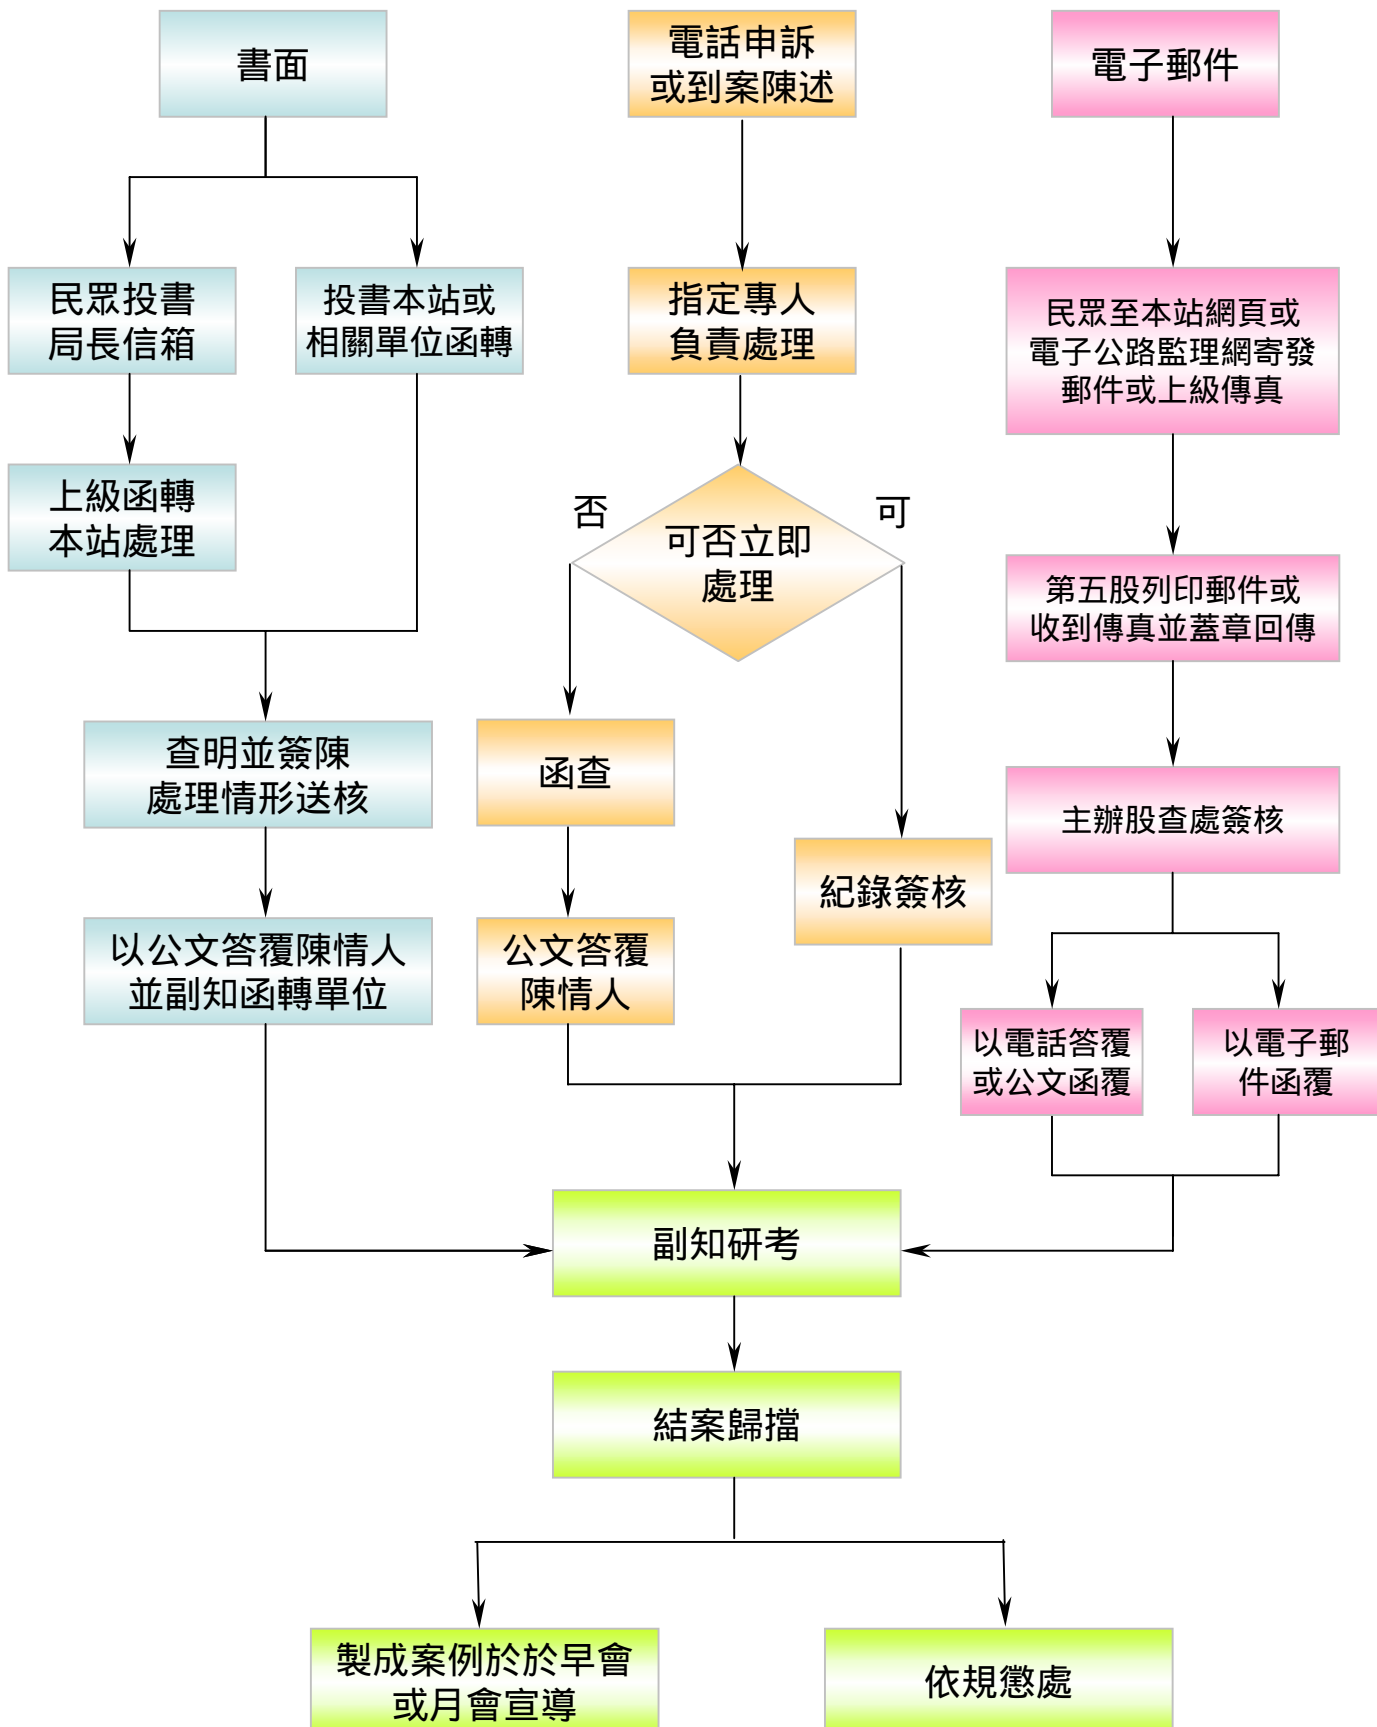 書面
電話申訴
或到案陳述
電子郵件
民眾投書
局長信箱
投書本站或
相關單位函轉
指定專人
負責處理
民眾至本站網頁或
電子公路監理網寄發
郵件或上級傳真
上級函轉
本站處理
否
可
可否立即
處理
第五股列印郵件或
收到傳真並蓋章回傳
查明並簽陳
處理情形送核
函查
主辦股查處簽核
紀錄簽核
以公文答覆陳情人
並副知函轉單位
公文答覆
陳情人
以電話答覆
或公文函覆
以電子郵
件函覆
副知研考
結案歸擋
製成案例於於早會
或月會宣導
依規懲處